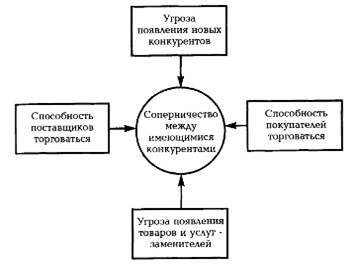 Угроза
появления новых
конкурентов
Способность
поставщиков
торговаться
Соперничество
между
имеющимися
конкурентами
Способность
покупателей
торговаться
Угроза появления
товаров и услуг -
заменителей